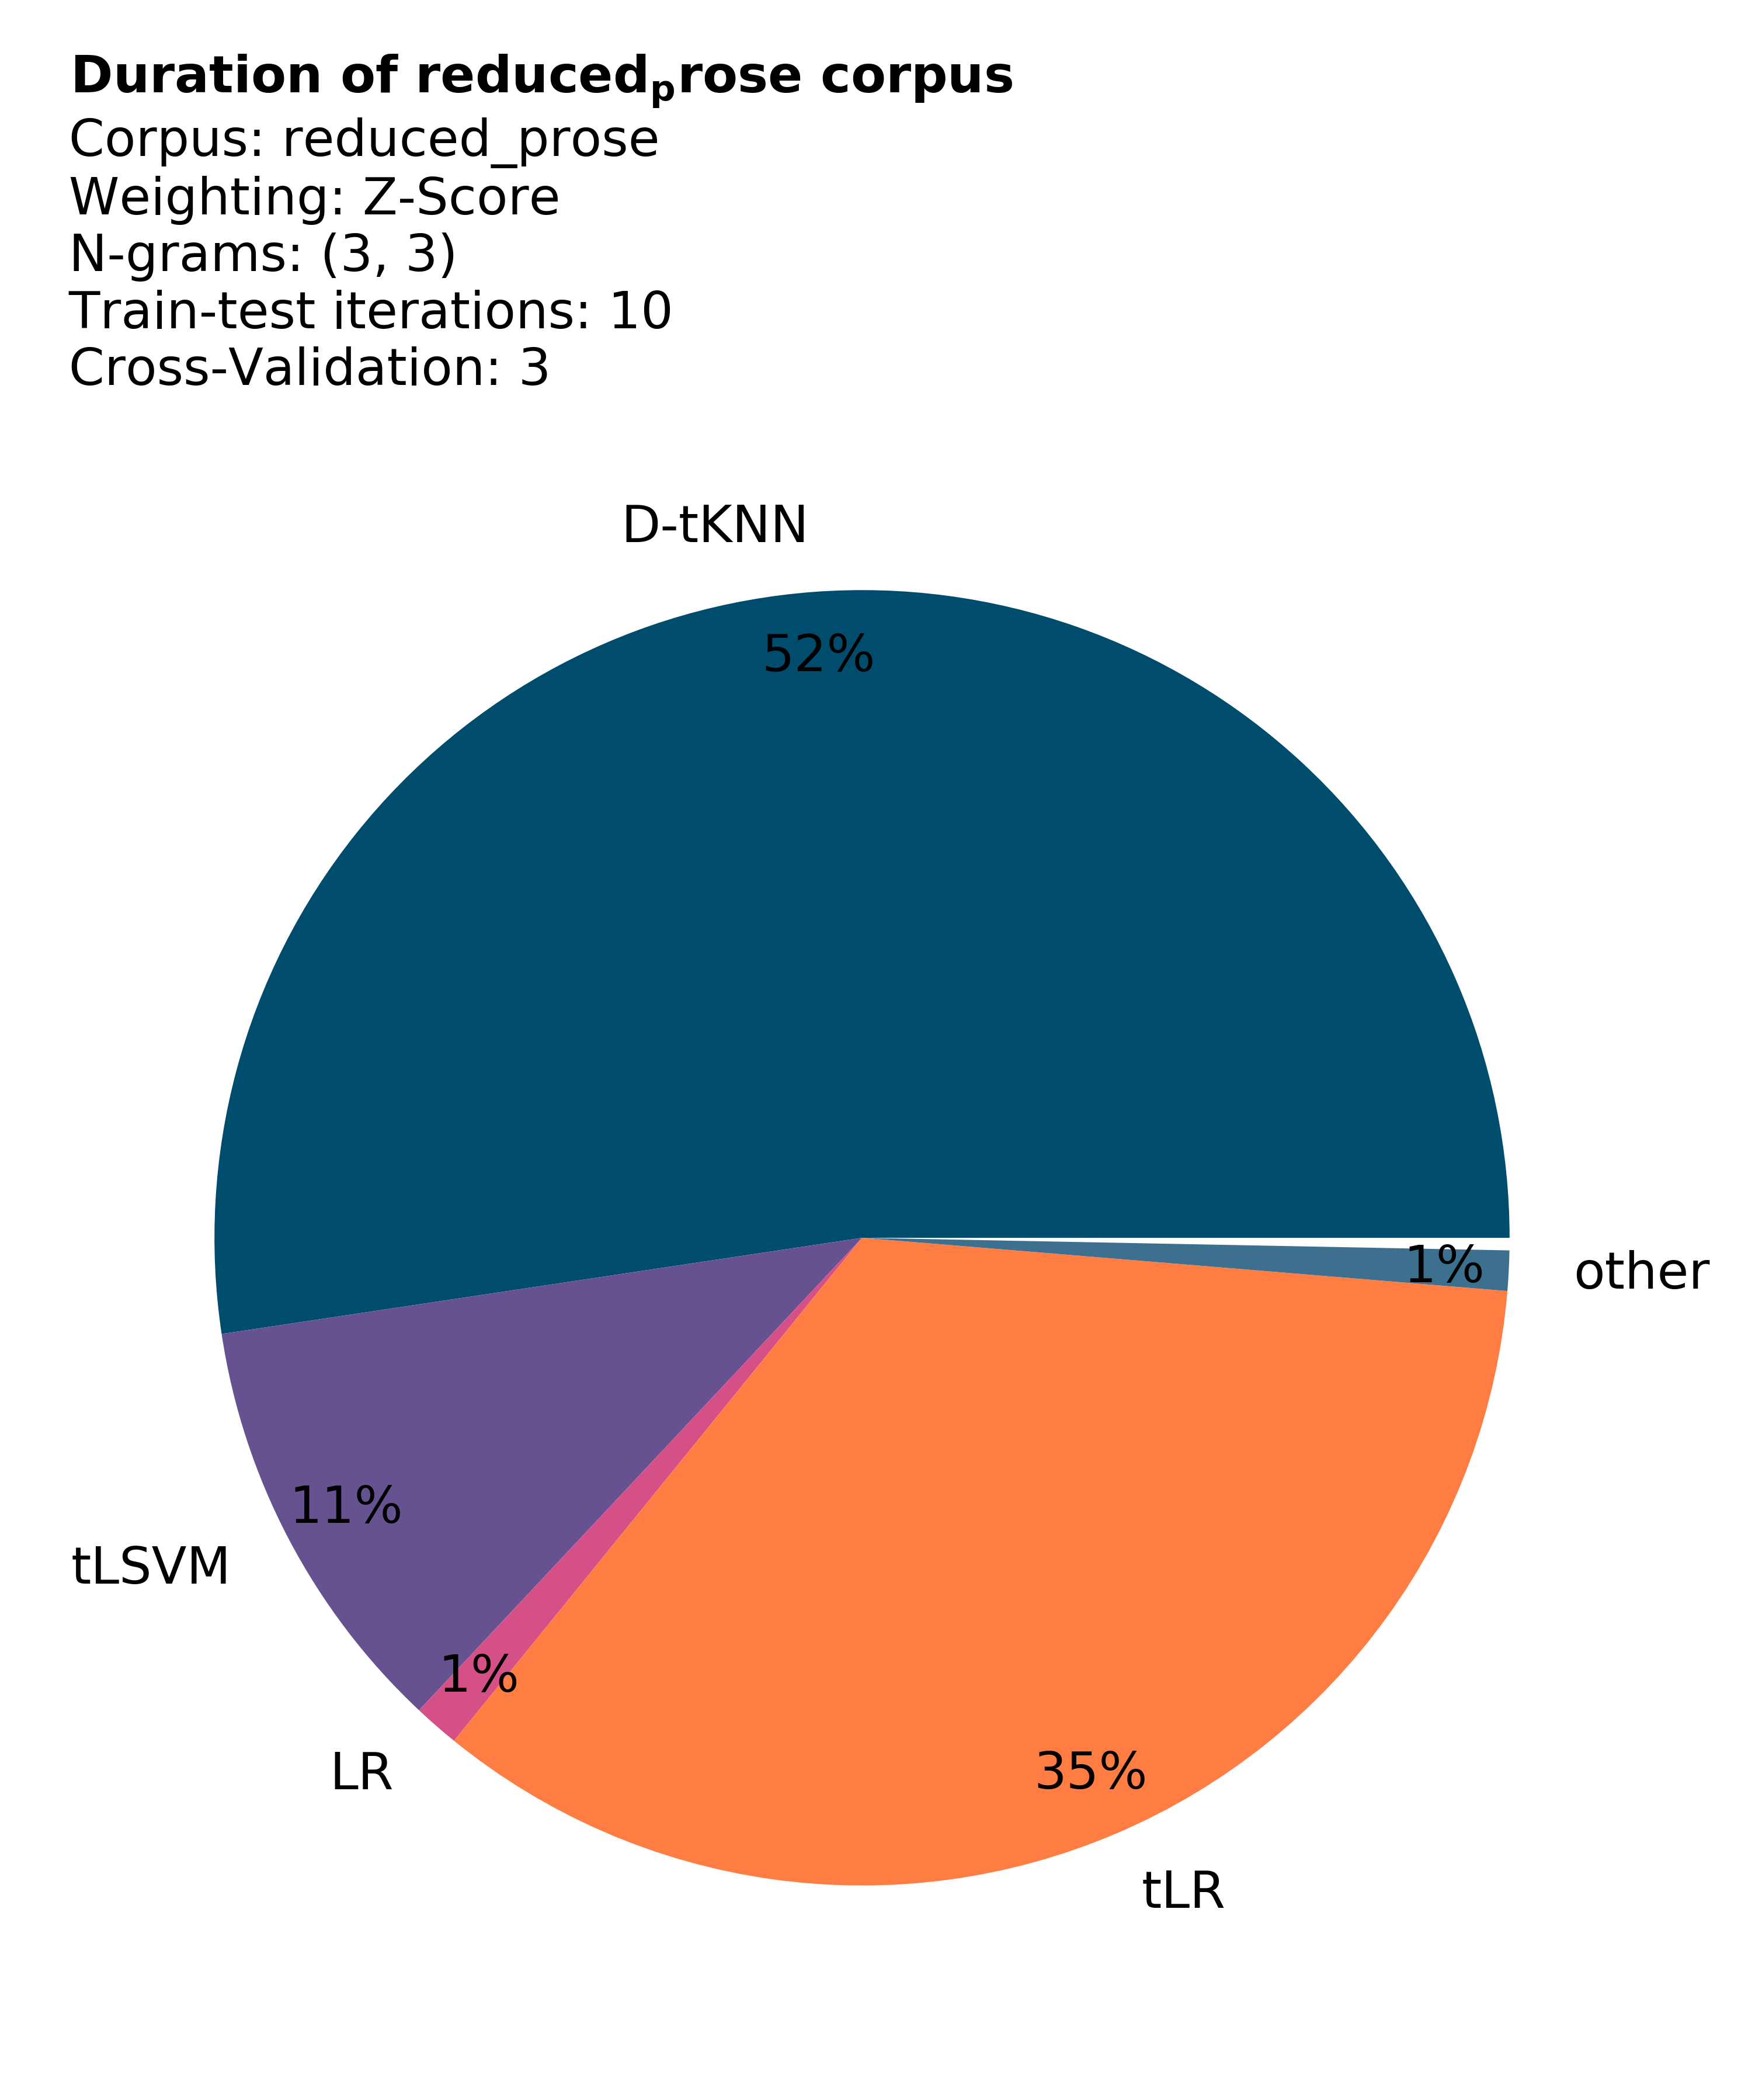 Duration of reducedₚrose corpus
Corpus: reduced_prose
Weighting: Z-Score
N-grams: (3, 3)
Train-test iterations: 10
Cross-Validation: 3
D-tKNN
52%
1%
other
11%
tLSVM
1%
LR
35%
tLR